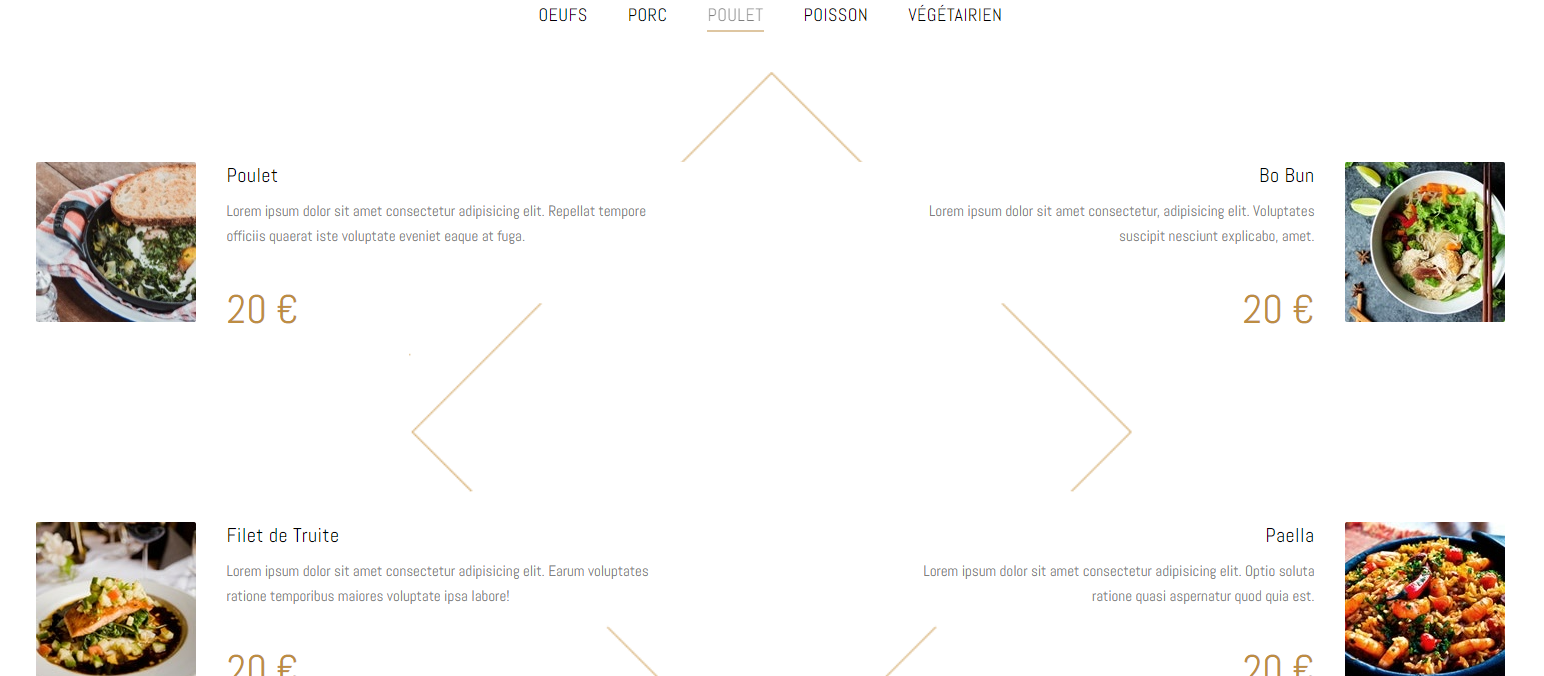 OEUFS PORC POULET POISSON VÉGÉTAIRIEN
Poulet
Lorem ipsum dolor sit amet consectetur adipisicing elit. Repellat tempore
officiis quaerat iste voluptate eveniet eaque at fuga.
20 €
Bo Bun
Lorem ipsum dolor sit amet consectetur, adipisicing elit. Voluptates
suscipit nesciunt explicabo, amet.
20 €
Filet de Truite
Lorem ipsum dolor sit amet consectetur adipisicing elit. Earum voluptates
ratione temporibus maiores voluptate ipsa labore!
20 €
Paella
Lorem ipsum dolor sit amet consectetur adipisicing elit. Optio soluta
ratione quasi aspernatur quod quia est.
20 €